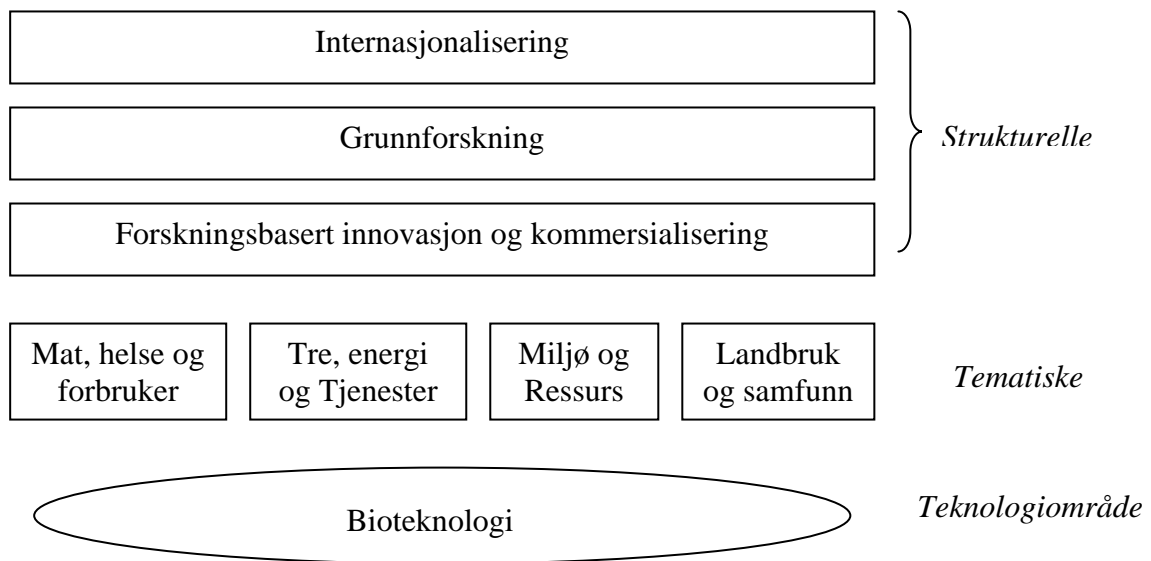 Internasjonalisering
Grunnforskning
Strukturelle
Forskningsbasert innovasjon og kommersialisering
Mat, helse og
forbruker
Tre, energi
og Tjenester
Miljø og
Ressurs
Landbruk
og samfunn
Tematiske
Bioteknologi
Teknologiområde